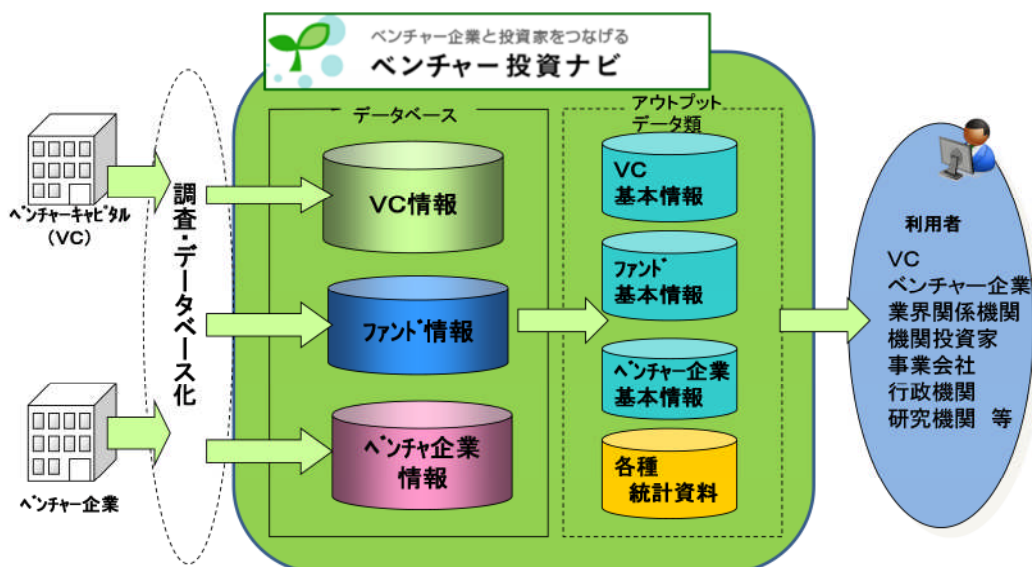 ベンチャー企業と投資家をつなげる
ベンチャー投資ナビ
ﾍﾞﾝﾁｬｰｷｬﾋﾟﾀﾙ
（ＶＣ）
ﾍﾞﾝﾁｬｰ企業
調査・データベース化
データベース
ＶＣ情報
ﾌｧﾝﾄﾞ情報
ﾍﾞﾝﾁｬ企業
情報
アウトプット
データ類
ＶＣ
基本情報
ﾌｧﾝﾄﾞ
基本情報
ﾍﾞﾝﾁｬｰ企業
基本情報
各種
統計資料
利用者
ＶＣ
ベンチャー企業
業界関係機関
機関投資家
事業会社
行政機関
研究機関　等